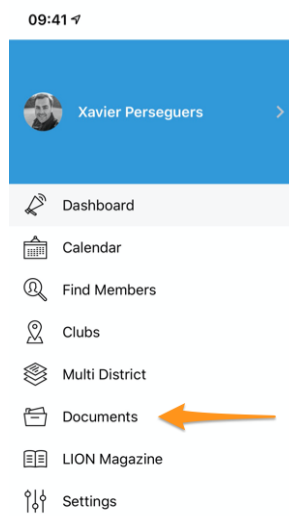 09:41
Xavier Perseguers
Dashboard
Calendar
Find Members
Clubs
Multi District
Documents
LION Magazine
Settings